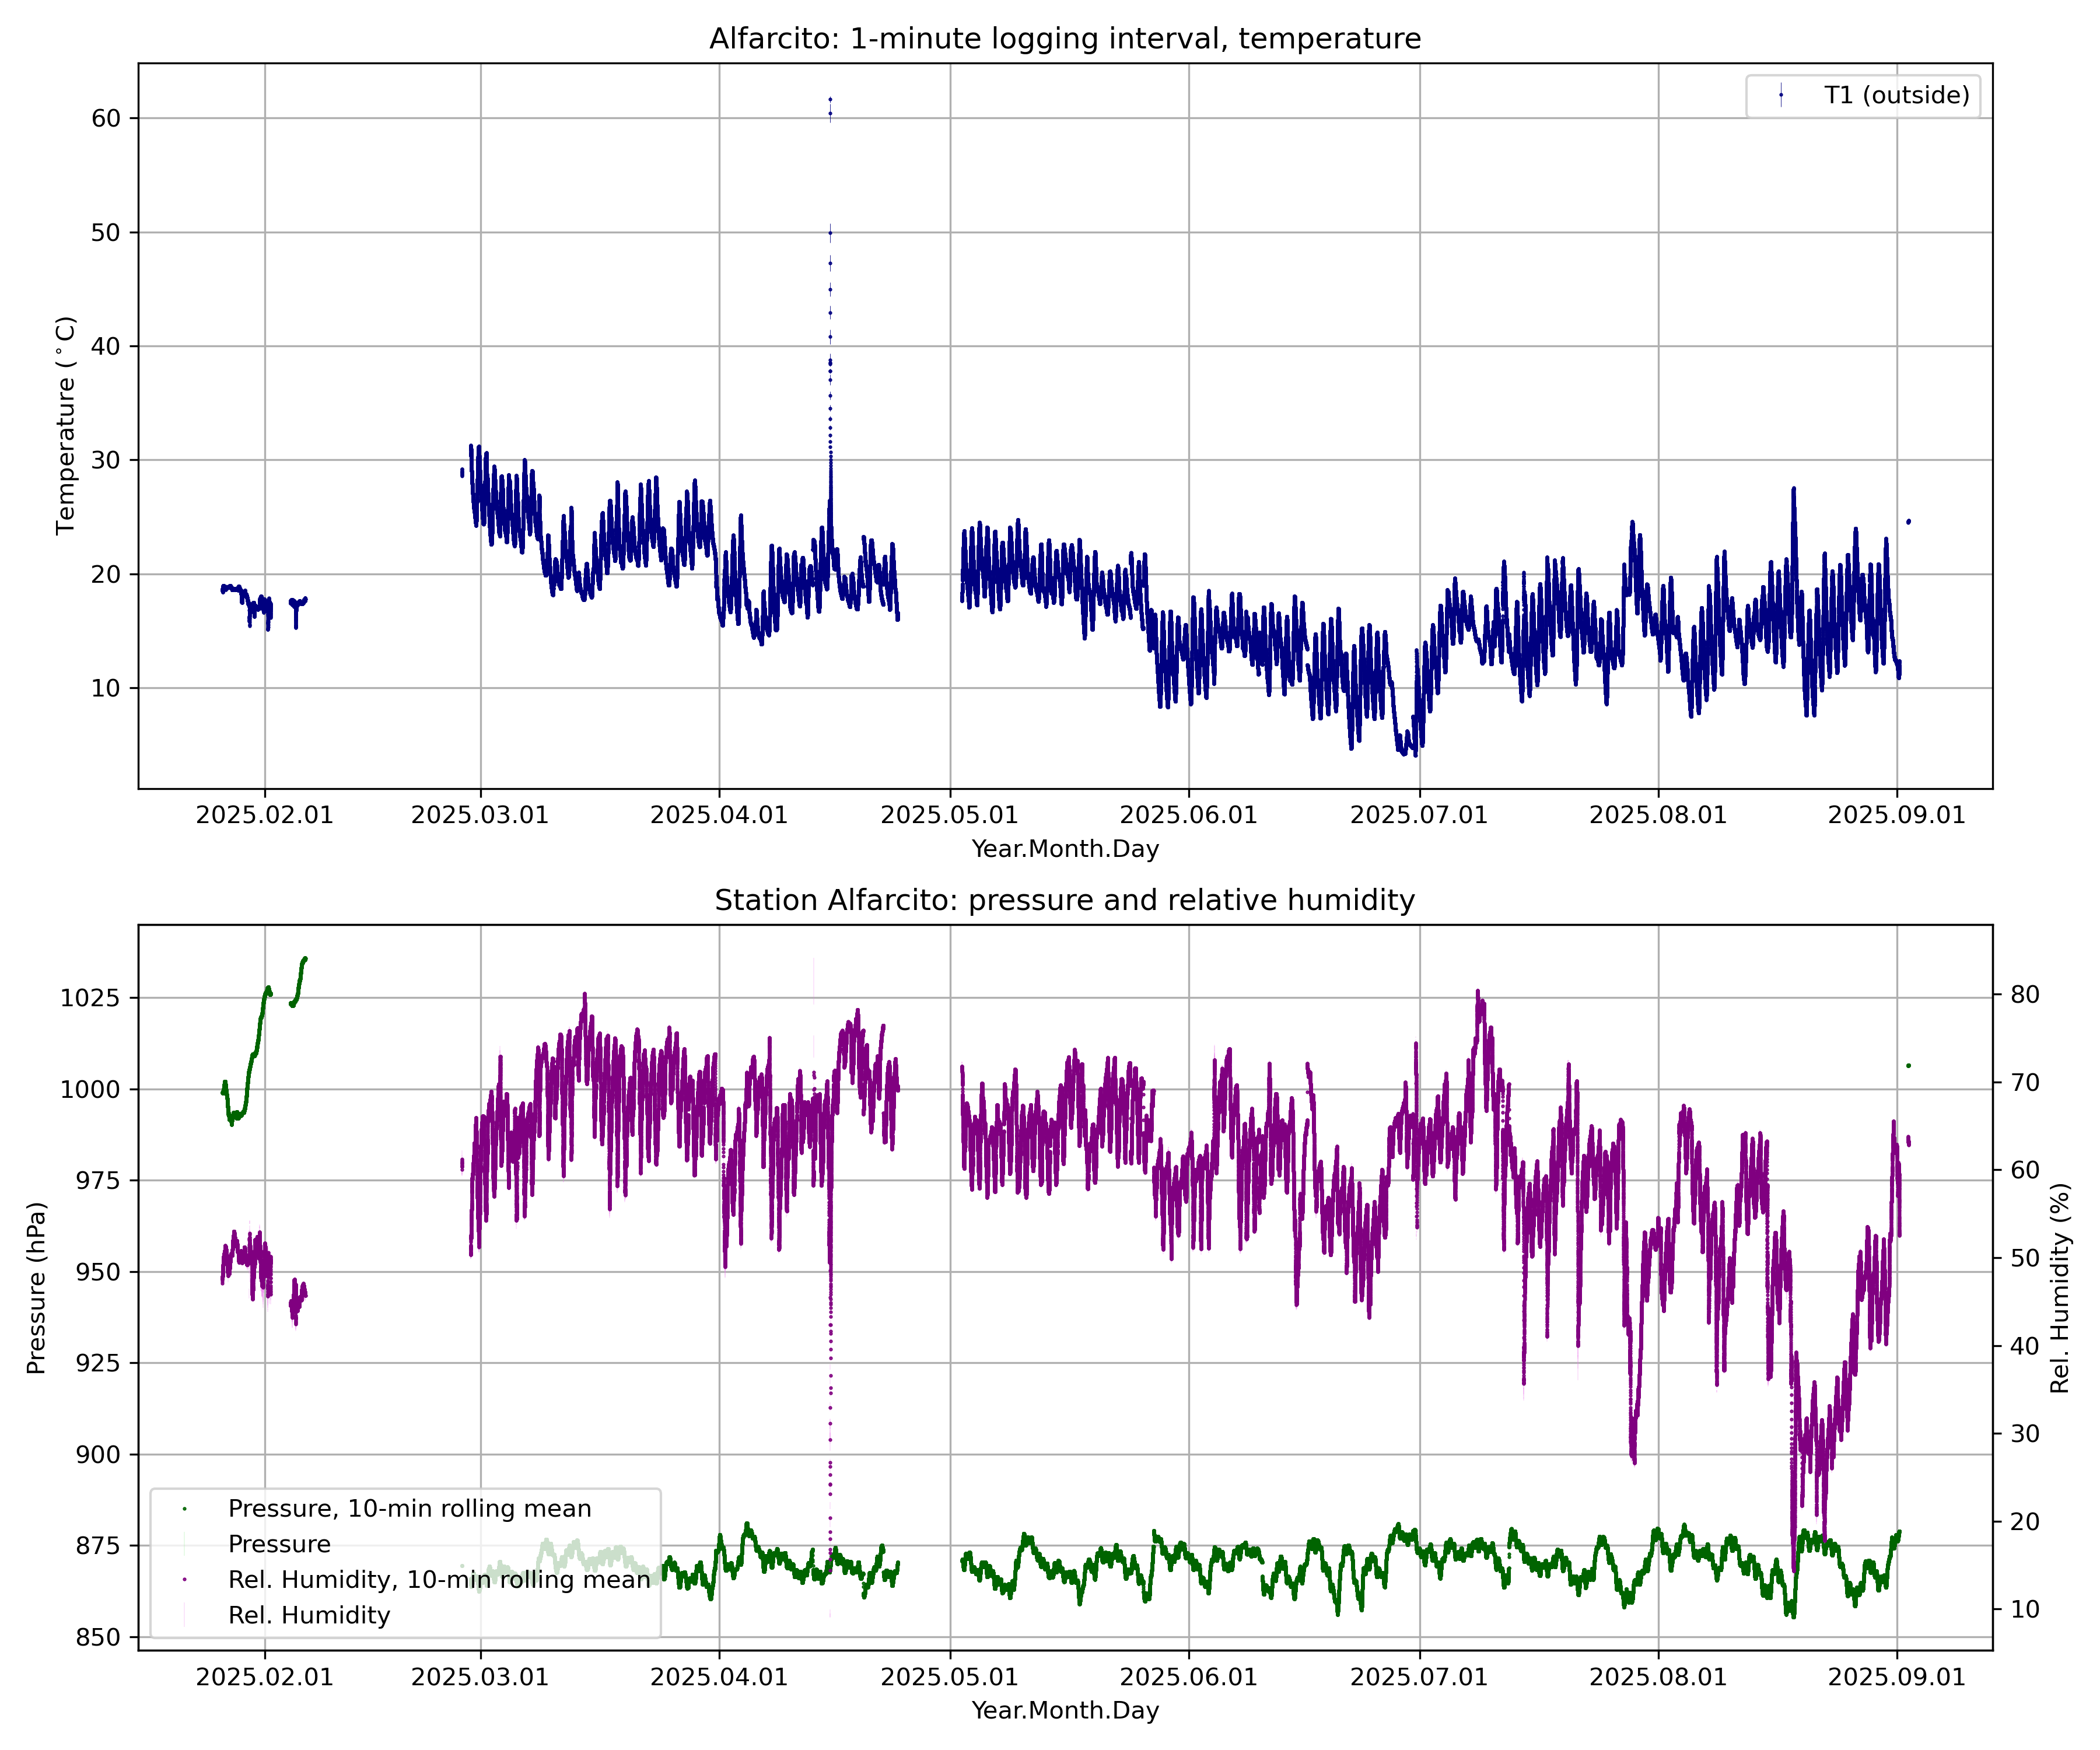 Alfarcito: 1-minute logging interval, temperature
T1 (outside)
Temperature (°C)
60
50
40
30
20
10
2025.02.01 2025.03.01 2025.04.01 2025.05.01 2025.06.01 2025.07.01 2025.08.01 2025.09.01
Year.Month.Day
Station Alfarcito: pressure and relative humidity
Pressure (hPa)
1025
1000
975
950
925
900
875
850
Rel. Humidity (%)
80
70
60
50
40
30
20
10
Pressure, 10-min rolling mean
Pressure
Rel. Humidity, 10-min rolling mean
Rel. Humidity
2025.02.01 2025.03.01 2025.04.01 2025.05.01 2025.06.01 2025.07.01 2025.08.01 2025.09.01
Year.Month.Day